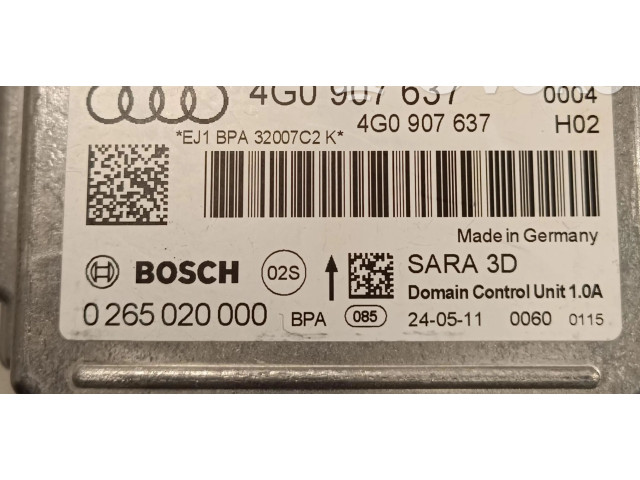 4G0 907 637 0004
4G0 907 637 H02
*EJ1 BPA 32007C2 K*
Made in Germany
BOSCH 02S SARA 3D
Domain Control Unit 1.0A
0 265 020 000 BPA 085 24-05-11 0060 0115